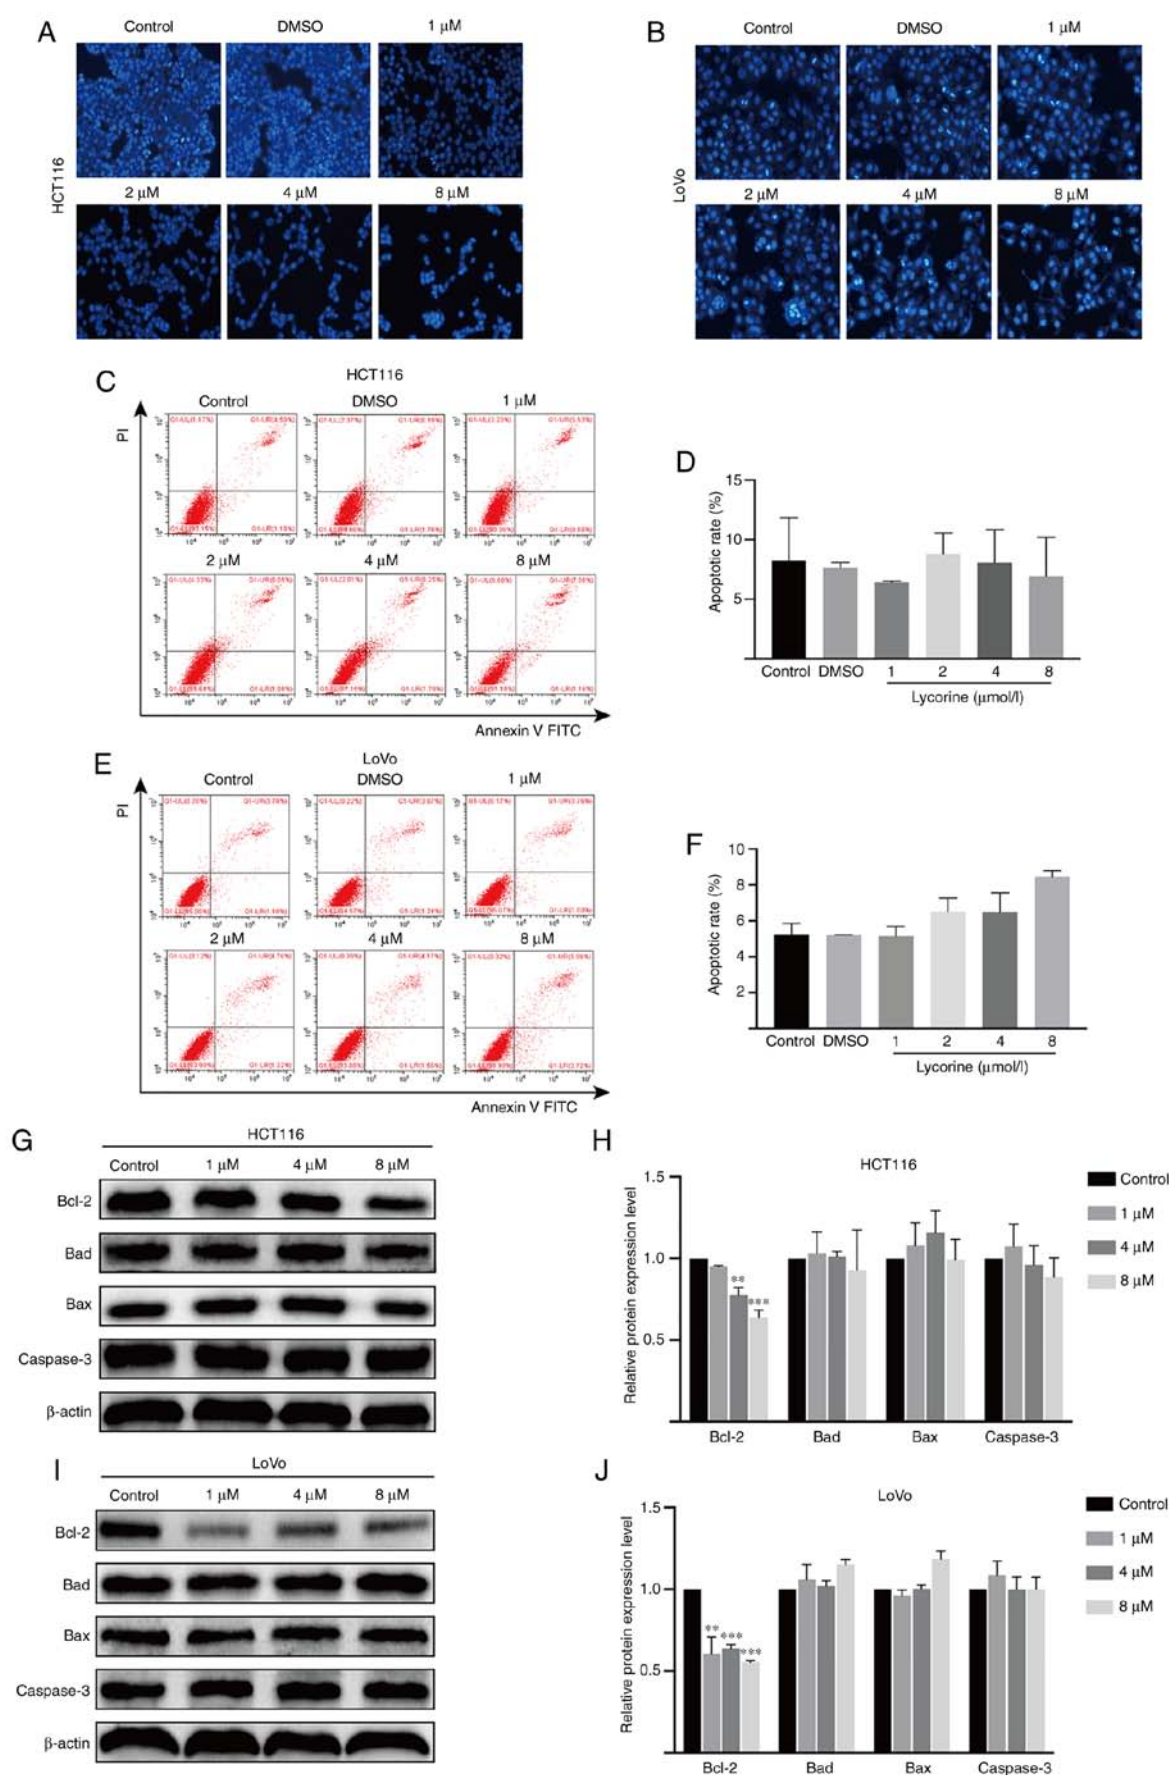 A
Control DMSO 1 μM
HCT116
2 μM 4 μM 8 μM
B
Control DMSO 1 μM
LoVo
2 μM 4 μM 8 μM
C
HCT116
Control DMSO 1 μM
PI
2 μM 4 μM 8 μM
Annexin V FITC
D
Apoptotic rate (%)
15
10
5
Control DMSO 1 2 4 8
Lycorine (μmol/l)
E
LoVo
Control DMSO 1 μM
PI
2 μM 4 μM 8 μM
Annexin V FITC
F
Apoptotic rate (%)
10
8
6
4
2
Control DMSO 1 2 4 8
Lycorine (μmol/l)
G
HCT116
Control 1 μM 4 μM 8 μM
Bcl-2
Bad
Bax
Caspase-3
β-actin
H
HCT116
Relative protein expression level
1.5
1.0
0.5
** ***
Bcl-2 Bad Bax Caspase-3
Control
1 μM
4 μM
8 μM
I
LoVo
Control 1 μM 4 μM 8 μM
Bcl-2
Bad
Bax
Caspase-3
β-actin
J
LoVo
Relative protein expression level
1.5
1.0
0.5
** *** ***
Bcl-2 Bad Bax Caspase-3
Control
1 μM
4 μM
8 μM